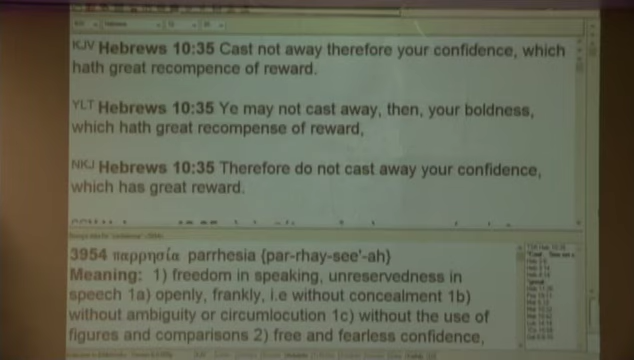 KJV Hebrews 10:35 Cast not away therefore your confidence, which
hath great recompence of reward.
YLT Hebrews 10:35 Ye may not cast away, then, your boldness,
which hath great recompense of reward,
NKJ Hebrews 10:35 Therefore do not cast away your confidence,
which has great reward.
3954 παρρησία parrhesia {par-rhay-see'-ah}
Meaning: 1) freedom in speaking, unreservedness in
speech 1a) openly, frankly, i.e without concealment 1b)
without ambiguity or circumlocution 1c) without the use of
figures and comparisons 2) free and fearless confidence,